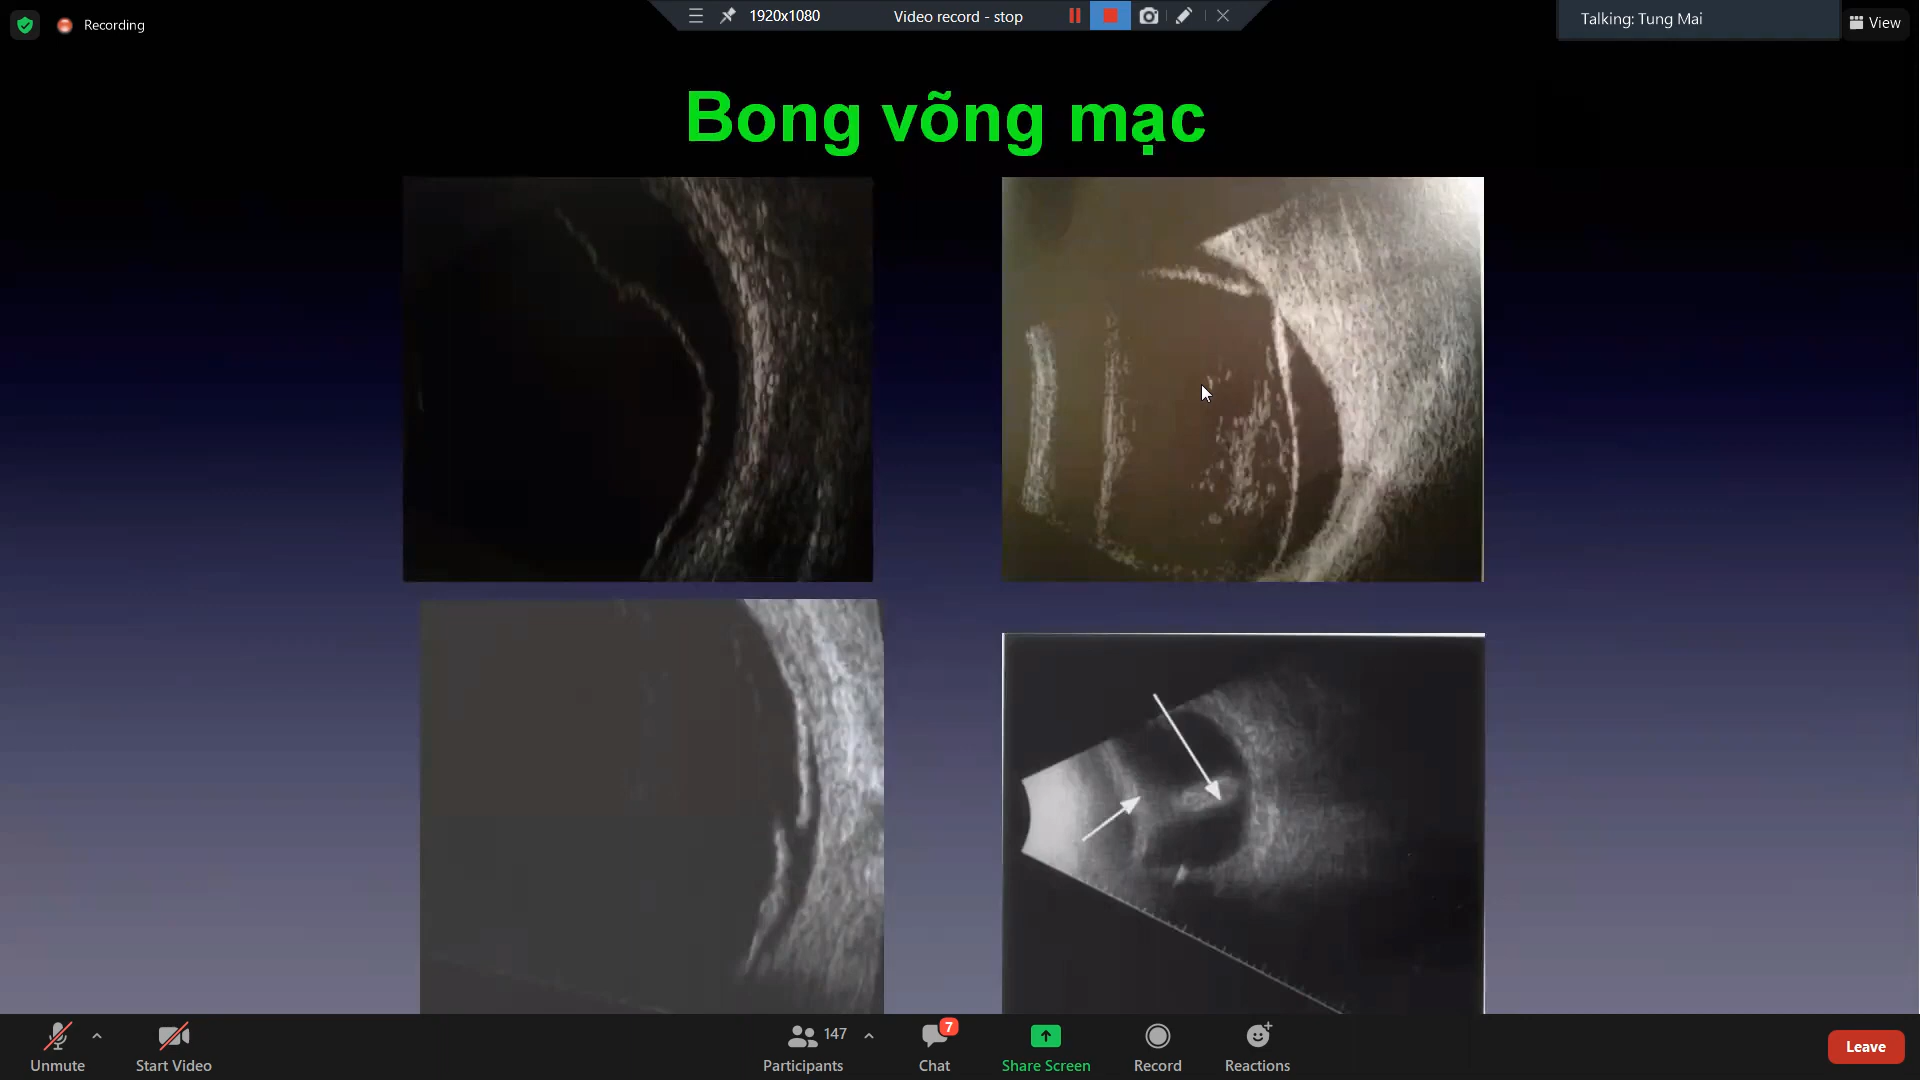 Recording
1920x1080
Video record - stop
Talking: Tung Mai
View
Bong võng mạc
Unmute
Start Video
147
Participants
7
Chat
Share Screen
Record
Reactions
Leave